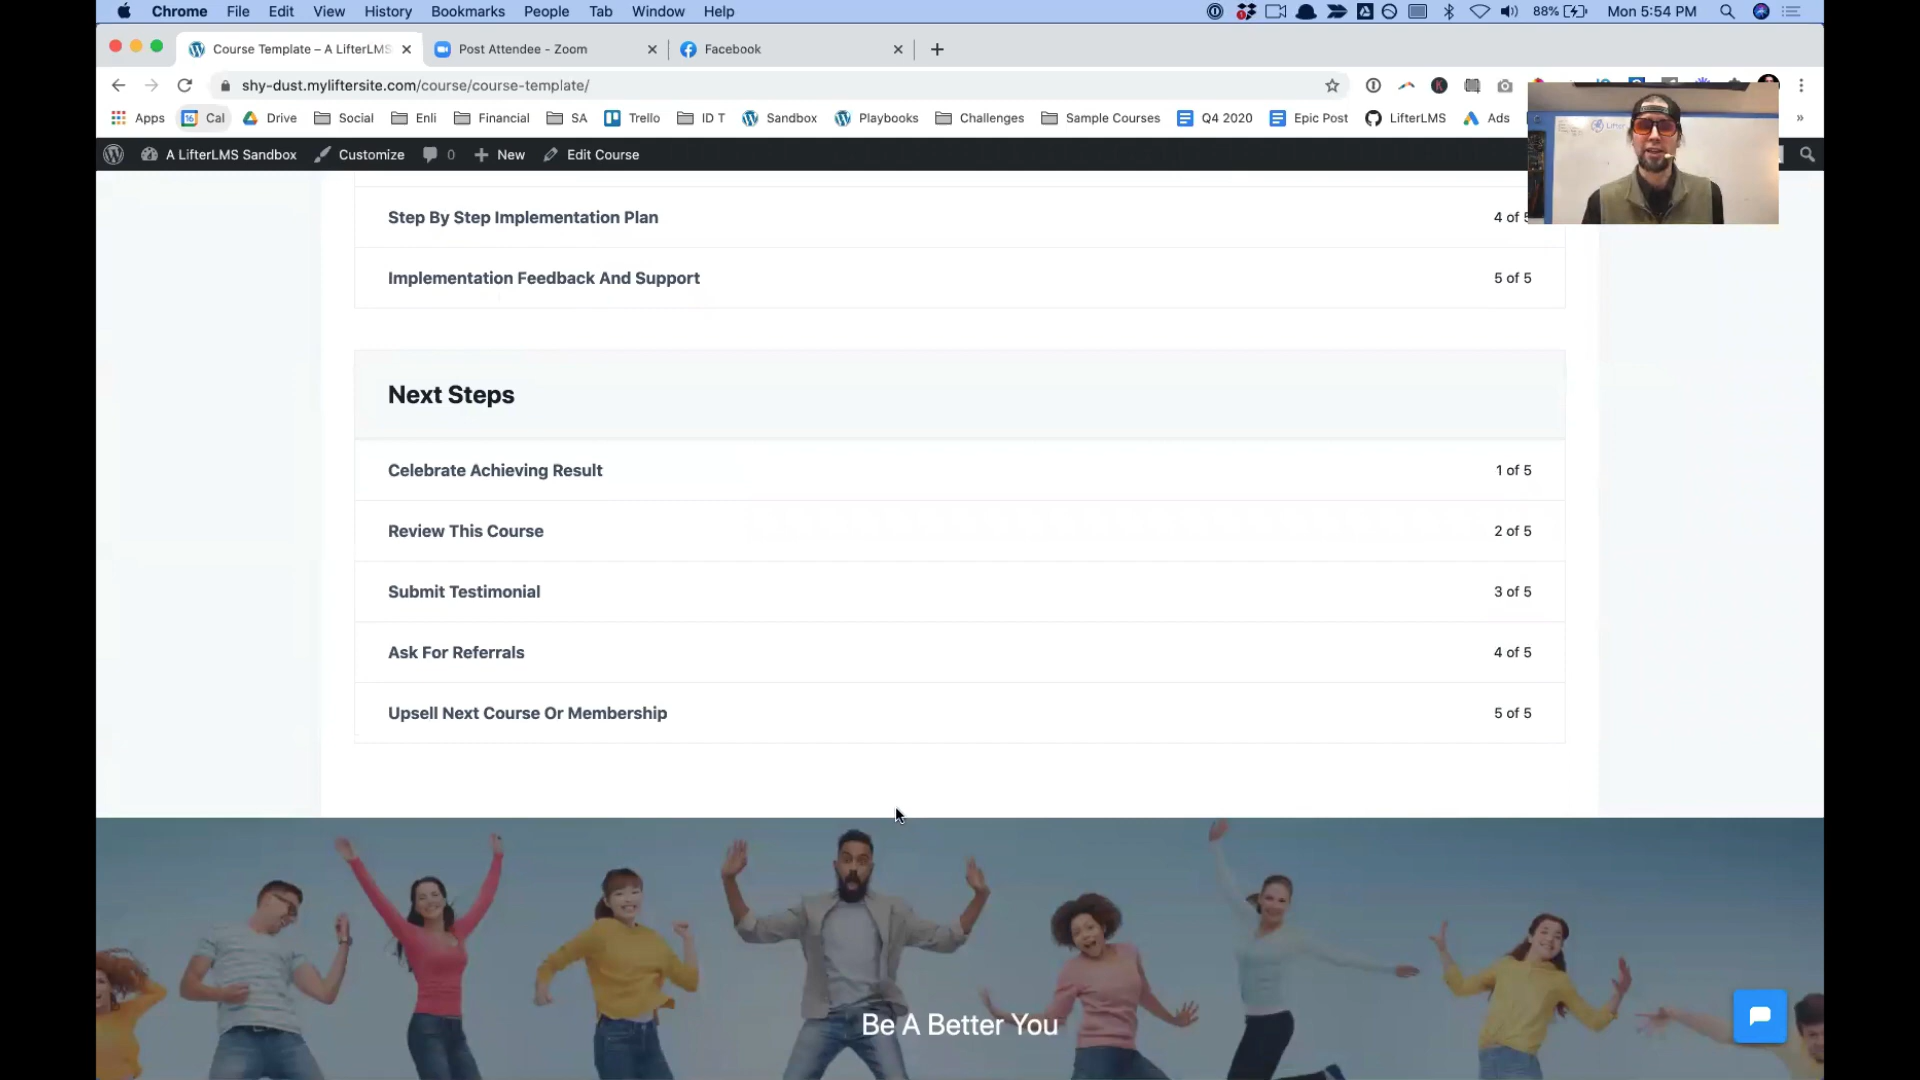 Chrome File Edit View History Bookmarks People Tab Window Help 88% Mon 5:54 PM
Course Template – A LifterLMS Post Attendee - Zoom Facebook
shy-dust.myliftersite.com/course/course-template/
Apps Cal Drive Social Enli Financial SA Trello ID T Sandbox Playbooks Challenges Sample Courses Q4 2020 Epic Post LifterLMS Ads
A LifterLMS Sandbox Customize 0 New Edit Course
Step By Step Implementation Plan 4 of 5
Implementation Feedback And Support 5 of 5
Next Steps
Celebrate Achieving Result 1 of 5
Review This Course 2 of 5
Submit Testimonial 3 of 5
Ask For Referrals 4 of 5
Upsell Next Course Or Membership 5 of 5
Be A Better You